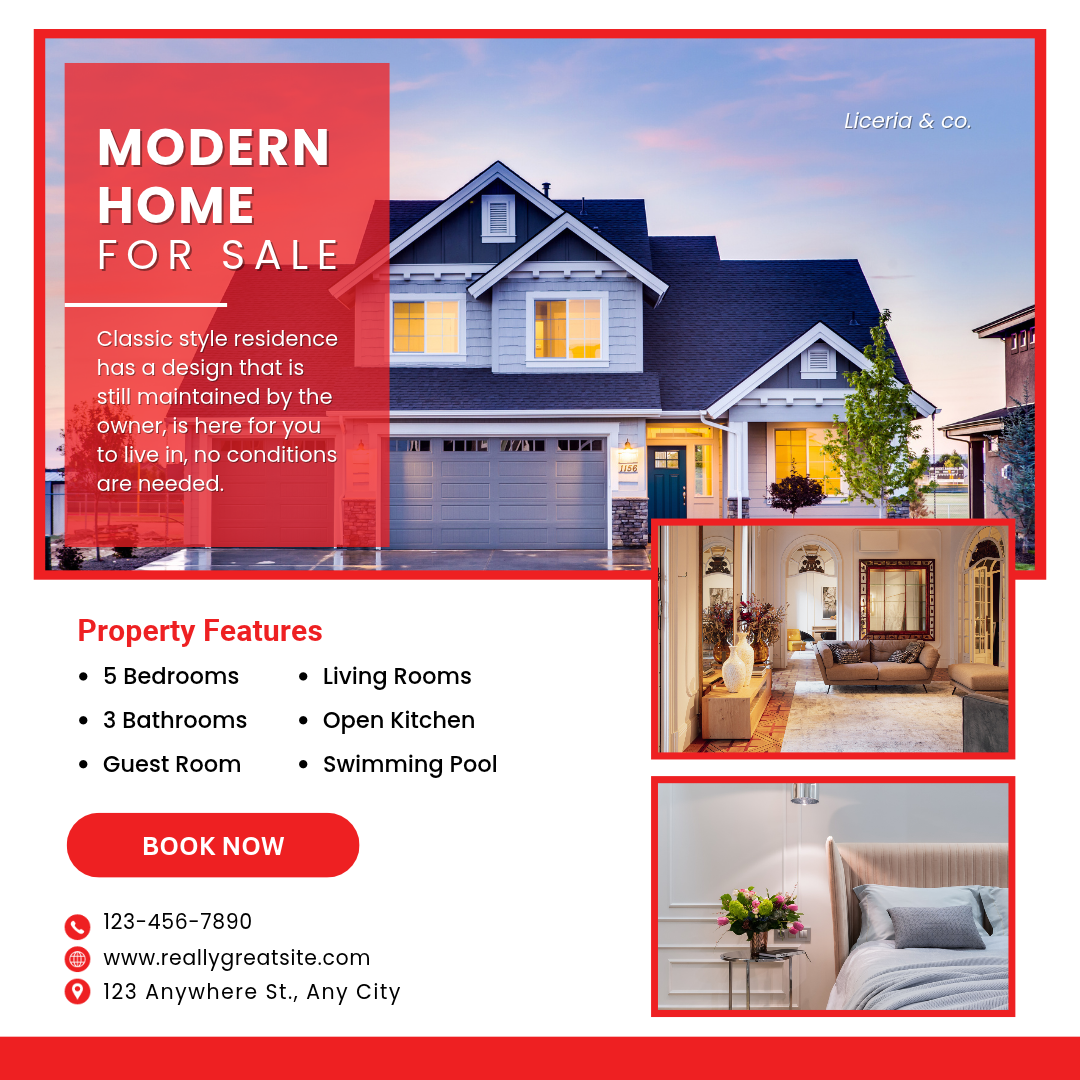 Liceria & co.
MODERN
HOME
FOR SALE
Classic style residence
has a design that is
still maintained by the
owner, is here for you
to live in, no conditions
are needed.
1156
Property Features
• 5 Bedrooms
• 3 Bathrooms
• Guest Room
• Living Rooms
• Open Kitchen
• Swimming Pool
BOOK NOW
123-456-7890
www.reallygreatsite.com
123 Anywhere St., Any City